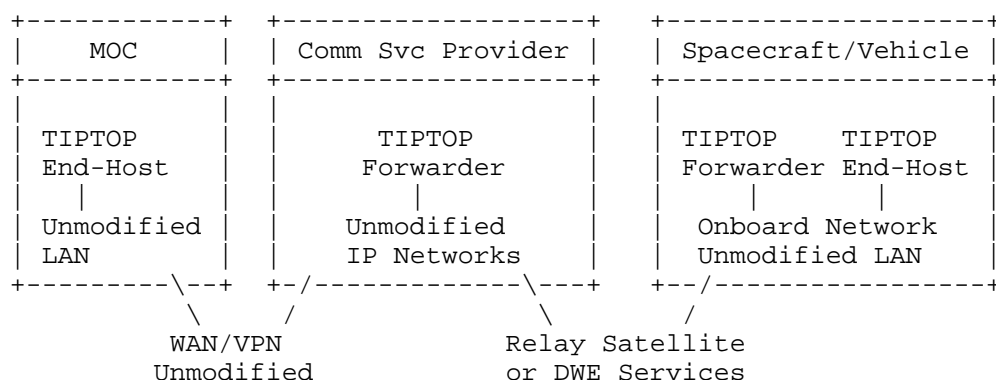 MOC Comm Svc Provider Spacecraft/Vehicle
TIPTOP TIPTOP TIPTOP TIPTOP
End-Host Forwarder Forwarder End-Host
Unmodified Unmodified Onboard Network
LAN IP Networks Unmodified LAN
WAN/VPN Relay Satellite
Unmodified or DWE Services